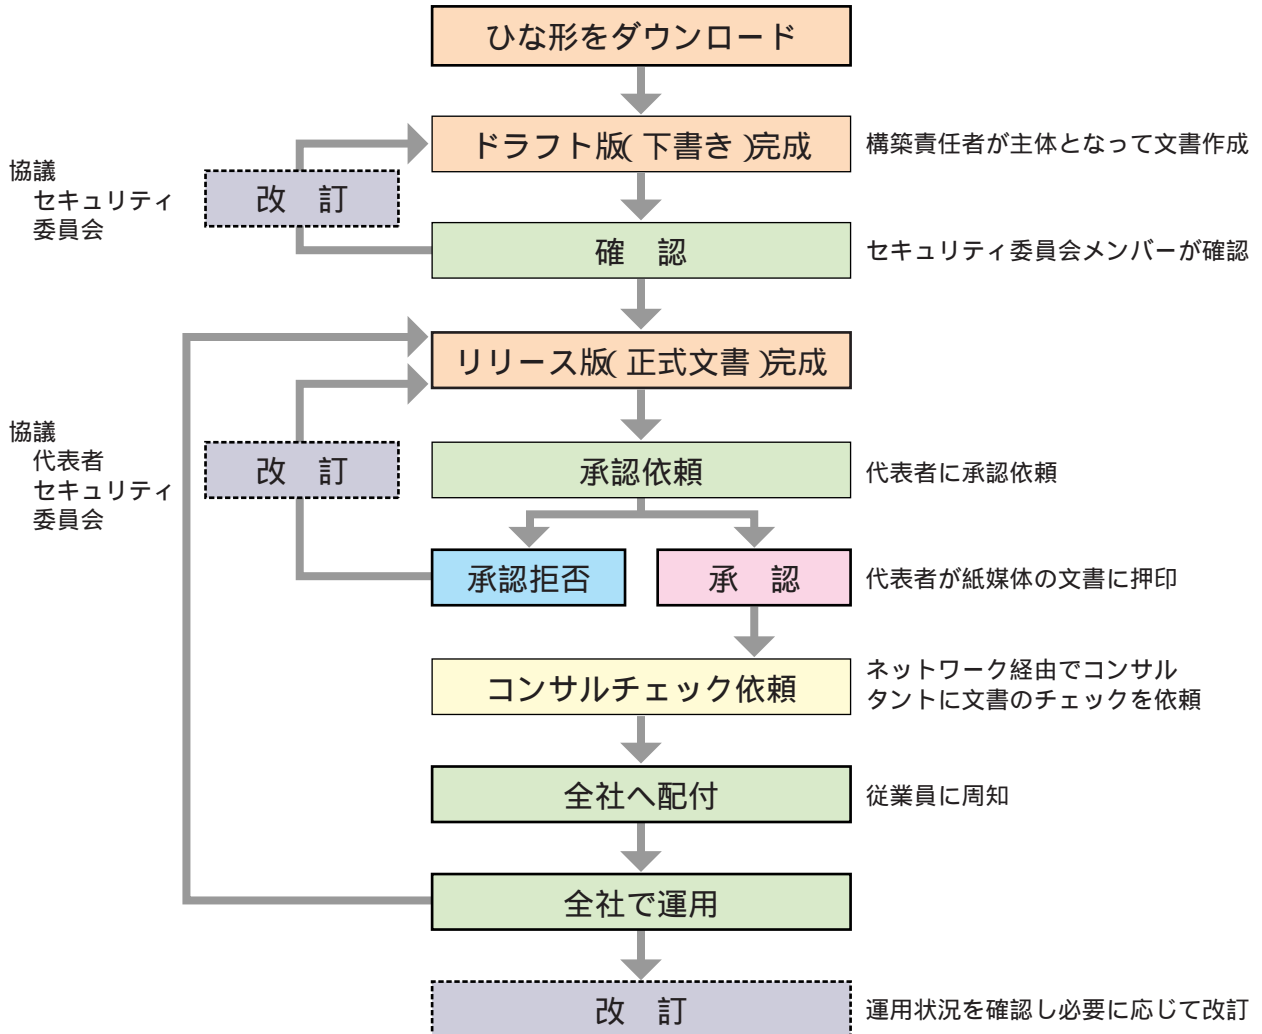 ひな形をダウンロード
ドラフト版(下書き)完成
構築責任者が主体となって文書作成
協議
セキュリティ
委員会
改　訂
確　認
セキュリティ委員会メンバーが確認
リリース版(正式文書)完成
協議
代表者
セキュリティ
委員会
改　訂
承認依頼
代表者に承認依頼
承認拒否
承　認
代表者が紙媒体の文書に押印
コンサルチェック依頼
ネットワーク経由でコンサル
タントに文書のチェックを依頼
全社へ配付
従業員に周知
全社で運用
改　訂
運用状況を確認し必要に応じて改訂